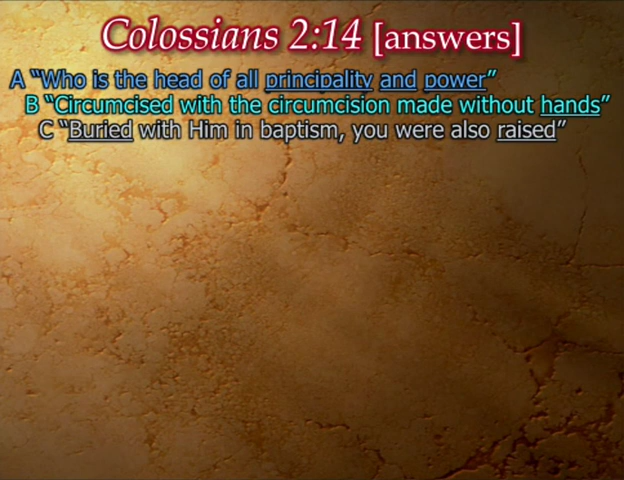 Colossians 2:14 [answers]
A “Who is the head of all principality and power”
B “Circumcised with the circumcision made without hands”
C “Buried with Him in baptism, you were also raised”